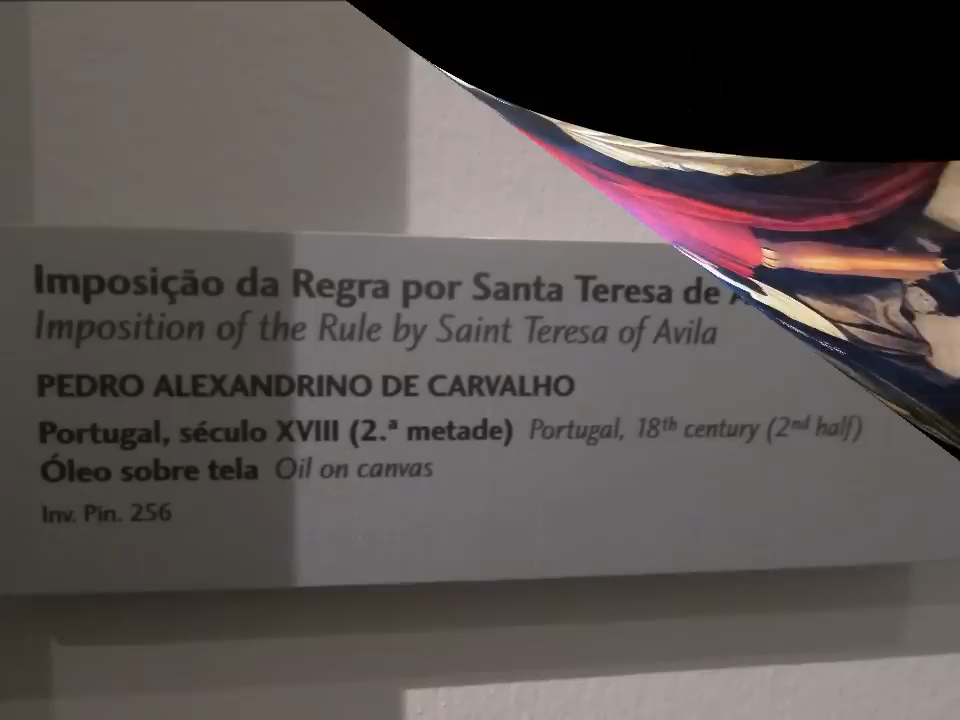 Imposição da Regra por Santa Teresa de
Imposition of the Rule by Saint Teresa of Avila
PEDRO ALEXANDRINO DE CARVALHO
Portugal, século XVIII (2.ª metade) Portugal, 18th century (2nd half)
Óleo sobre tela Oil on canvas
Inv. Pin. 256